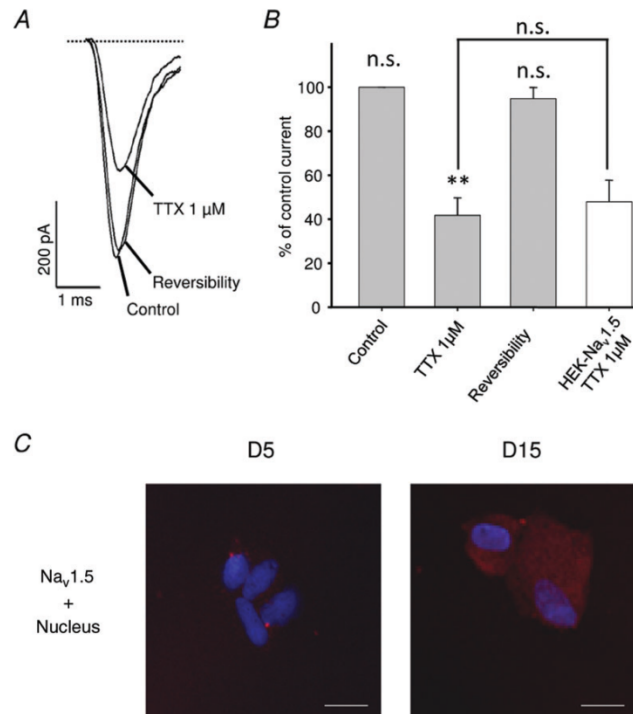 A
TTX 1 µM
200 pA
Reversibility
1 ms
Control
B
n.s.
n.s.
n.s.
**
% of control current
100
80
60
40
20
0
Control
TTX 1µM
Reversibility
HEK-Nav1.5
TTX 1µM
C
D5
D15
Nav1.5
+
Nucleus